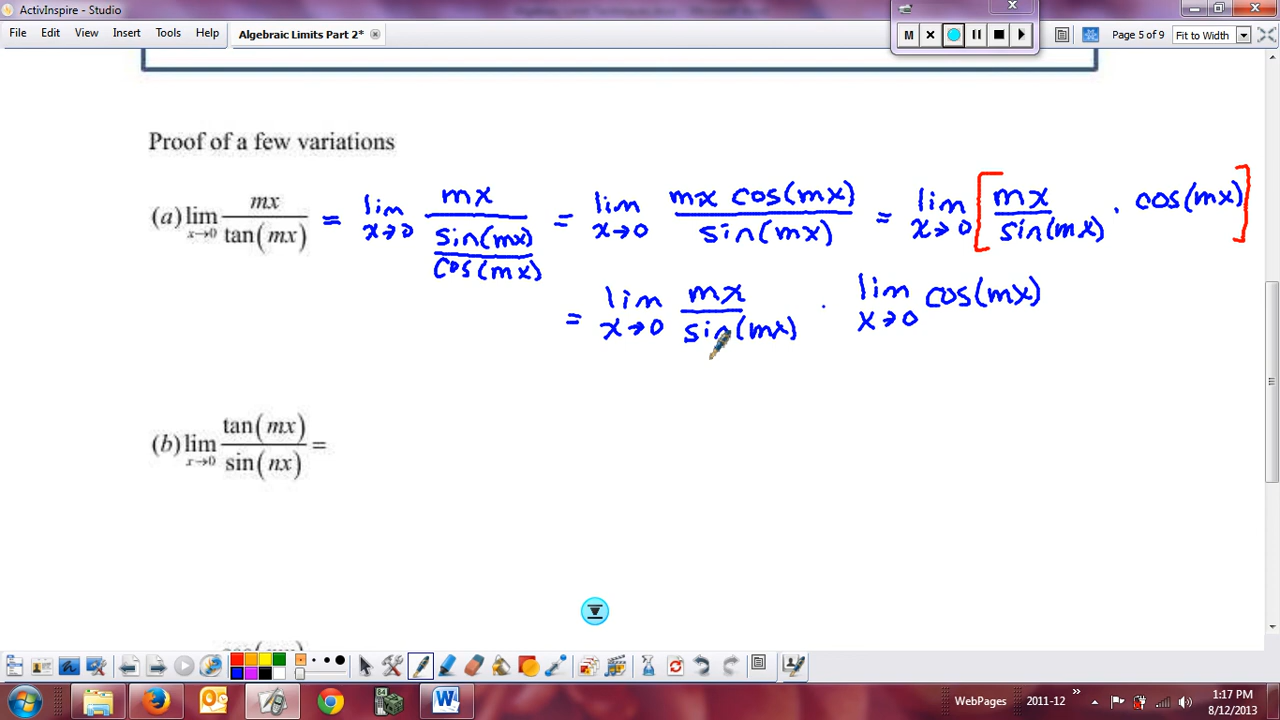 ActivInspire - Studio
File Edit View Insert Tools Help Algebraic Limits Part 2* M Page 5 of 9 Fit to Width
Proof of a few variations
(a) lim x→0 mx / tan(mx) = lim x→0 mx / (sin(mx) / cos(mx)) = lim x→0 mx cos(mx) / sin(mx) = lim x→0 [ mx / sin(mx) · cos(mx) ]
= lim x→0 mx / sin(mx) · lim x→0 cos(mx)
(b) lim x→0 tan(mx) / sin(nx) =
WebPages 2011-12 » 1:17 PM
8/12/2013